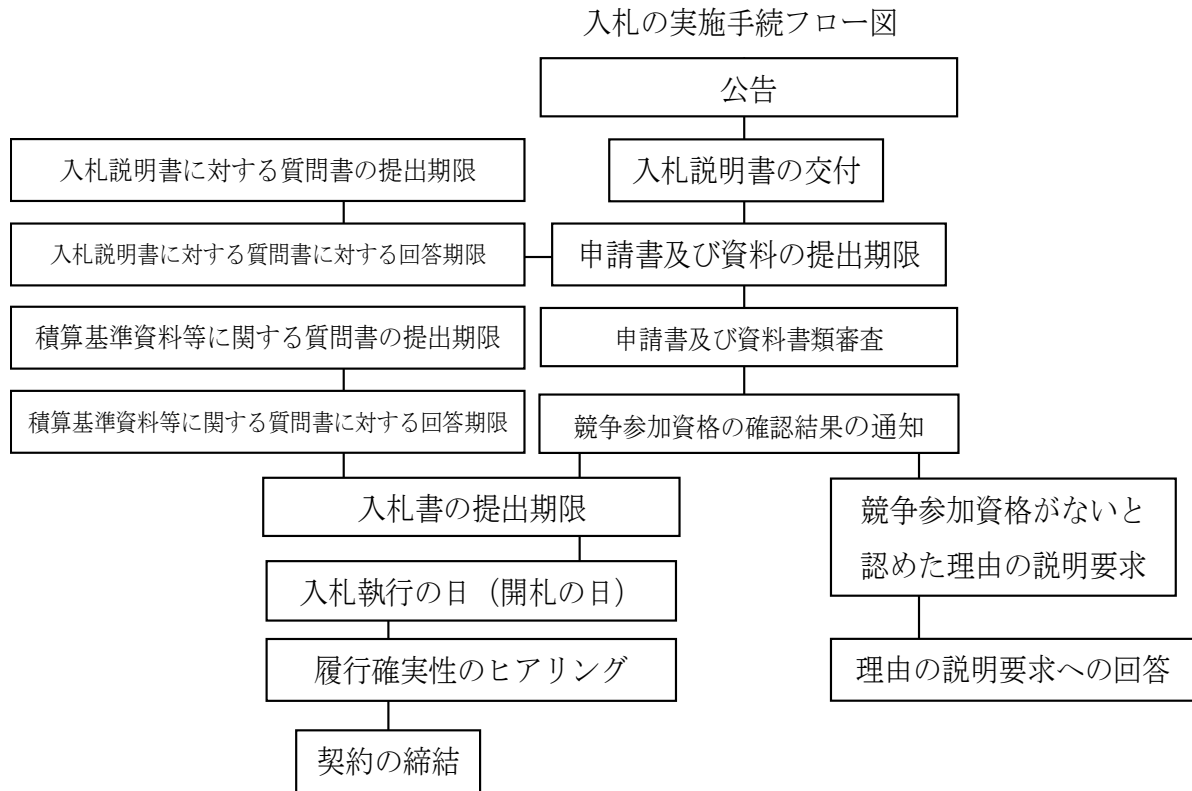 入札の実施手続フロー図
公告
入札説明書に対する質問書の提出期限
入札説明書の交付
入札説明書に対する質問書に対する回答期限
申請書及び資料の提出期限
積算基準資料等に関する質問書の提出期限
申請書及び資料書類審査
積算基準資料等に関する質問書に対する回答期限
競争参加資格の確認結果の通知
入札書の提出期限
競争参加資格がないと
認めた理由の説明要求
入札執行の日（開札の日）
履行確実性のヒアリング
理由の説明要求への回答
契約の締結